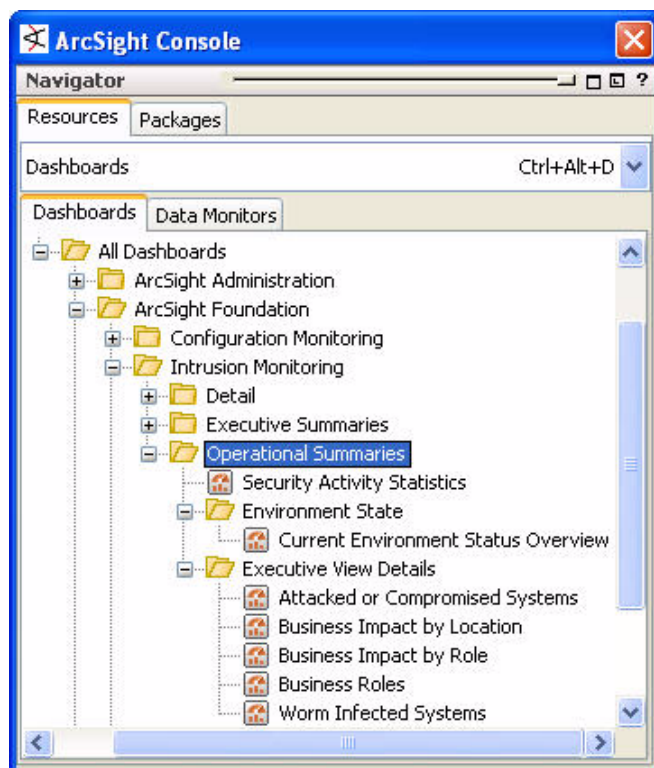 ArcSight Console
Navigator ?
Resources Packages
Dashboards Ctrl+Alt+D
Dashboards Data Monitors
All Dashboards
ArcSight Administration
ArcSight Foundation
Configuration Monitoring
Intrusion Monitoring
Detail
Executive Summaries
Operational Summaries
Security Activity Statistics
Environment State
Current Environment Status Overview
Executive View Details
Attacked or Compromised Systems
Business Impact by Location
Business Impact by Role
Business Roles
Worm Infected Systems